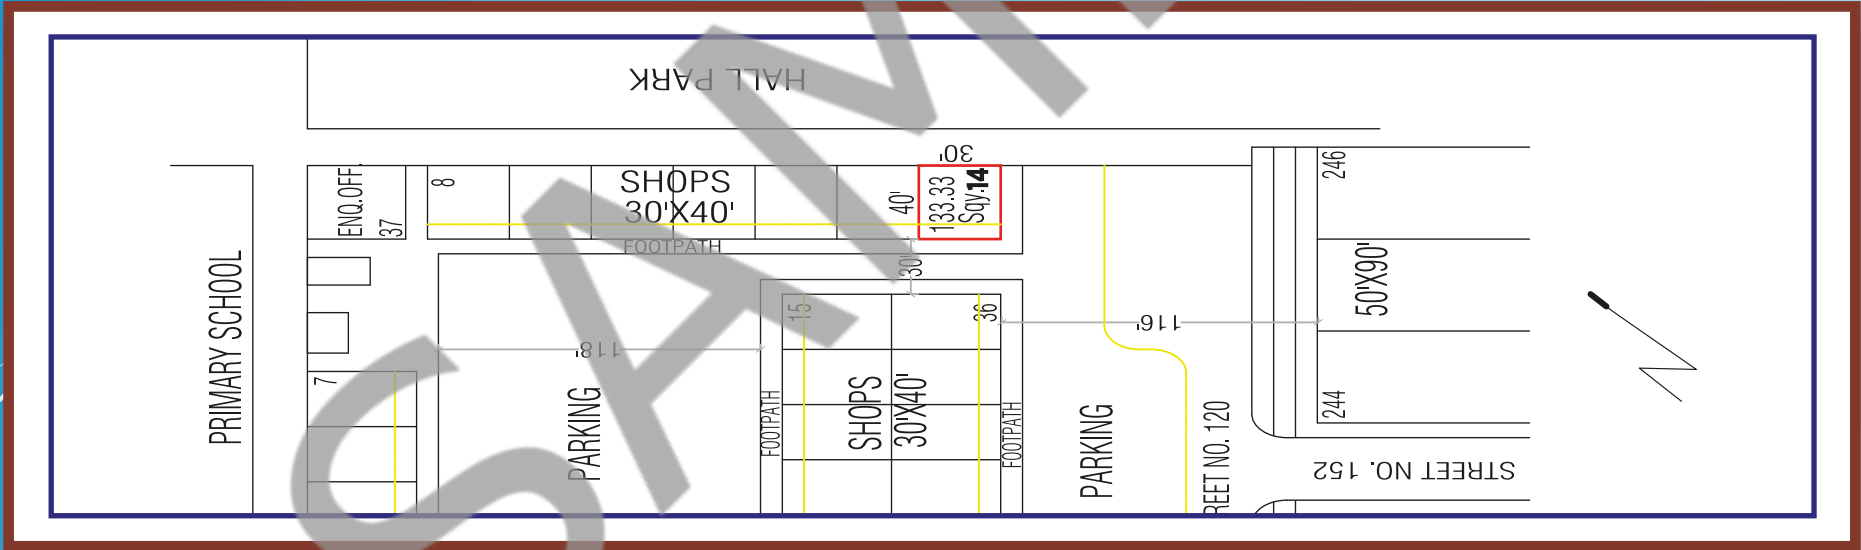 HALL PARK
30'
ENQ.OFF.
37
8
SHOPS
30'X40'
40'
133.33
Sqy.
14
246
FOOTPATH
30'
PRIMARY SCHOOL
50'X90'
15
36
116'
118'
7
PARKING
FOOTPATH
SHOPS
30'X40'
FOOTPATH
PARKING
REET NO. 120
244
STREET NO. 152
SAM